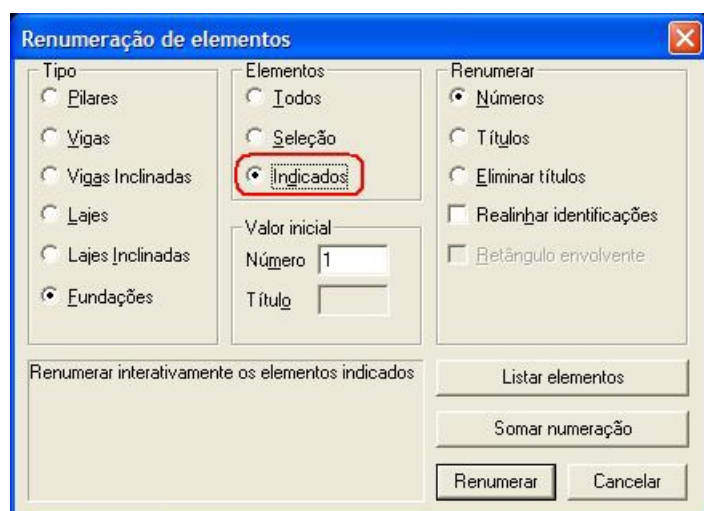 Renumeração de elementos
Tipo
Pilares
Vigas
Vigas Inclinadas
Lajes
Lajes Inclinadas
Fundações
Elementos
Todos
Seleção
Indicados
Valor inicial
Número 1
Título
Renumerar
Números
Títulos
Eliminar títulos
Realinhar identificações
Retângulo envolvente
Renumerar interativamente os elementos indicados
Listar elementos
Somar numeração
Renumerar Cancelar